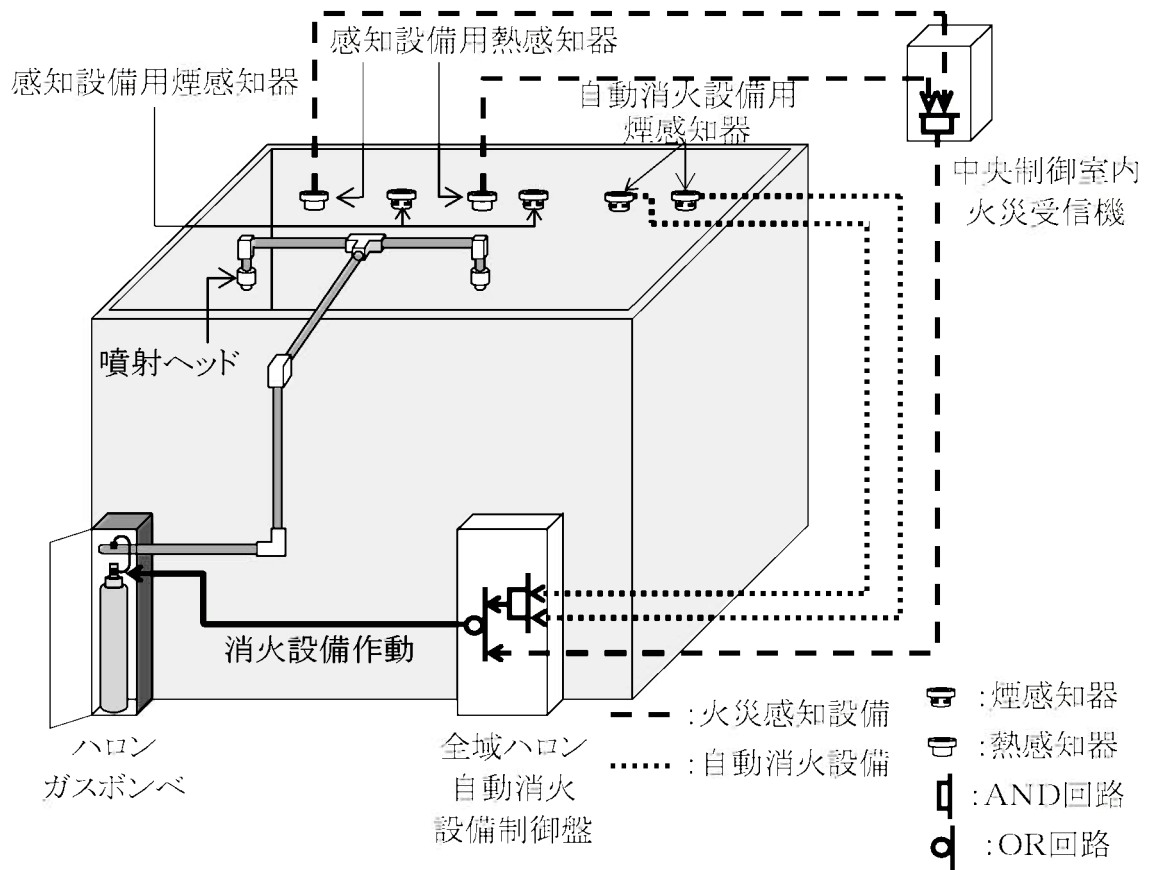 感知設備用熱感知器
感知設備用煙感知器
自動消火設備用
煙感知器
中央制御室内
火災受信機
噴射ヘッド
消火設備作動
ハロン
ガスボンベ
全域ハロン
自動消火
設備制御盤
:火災感知設備
:自動消火設備
:煙感知器
:熱感知器
:AND回路
:OR回路